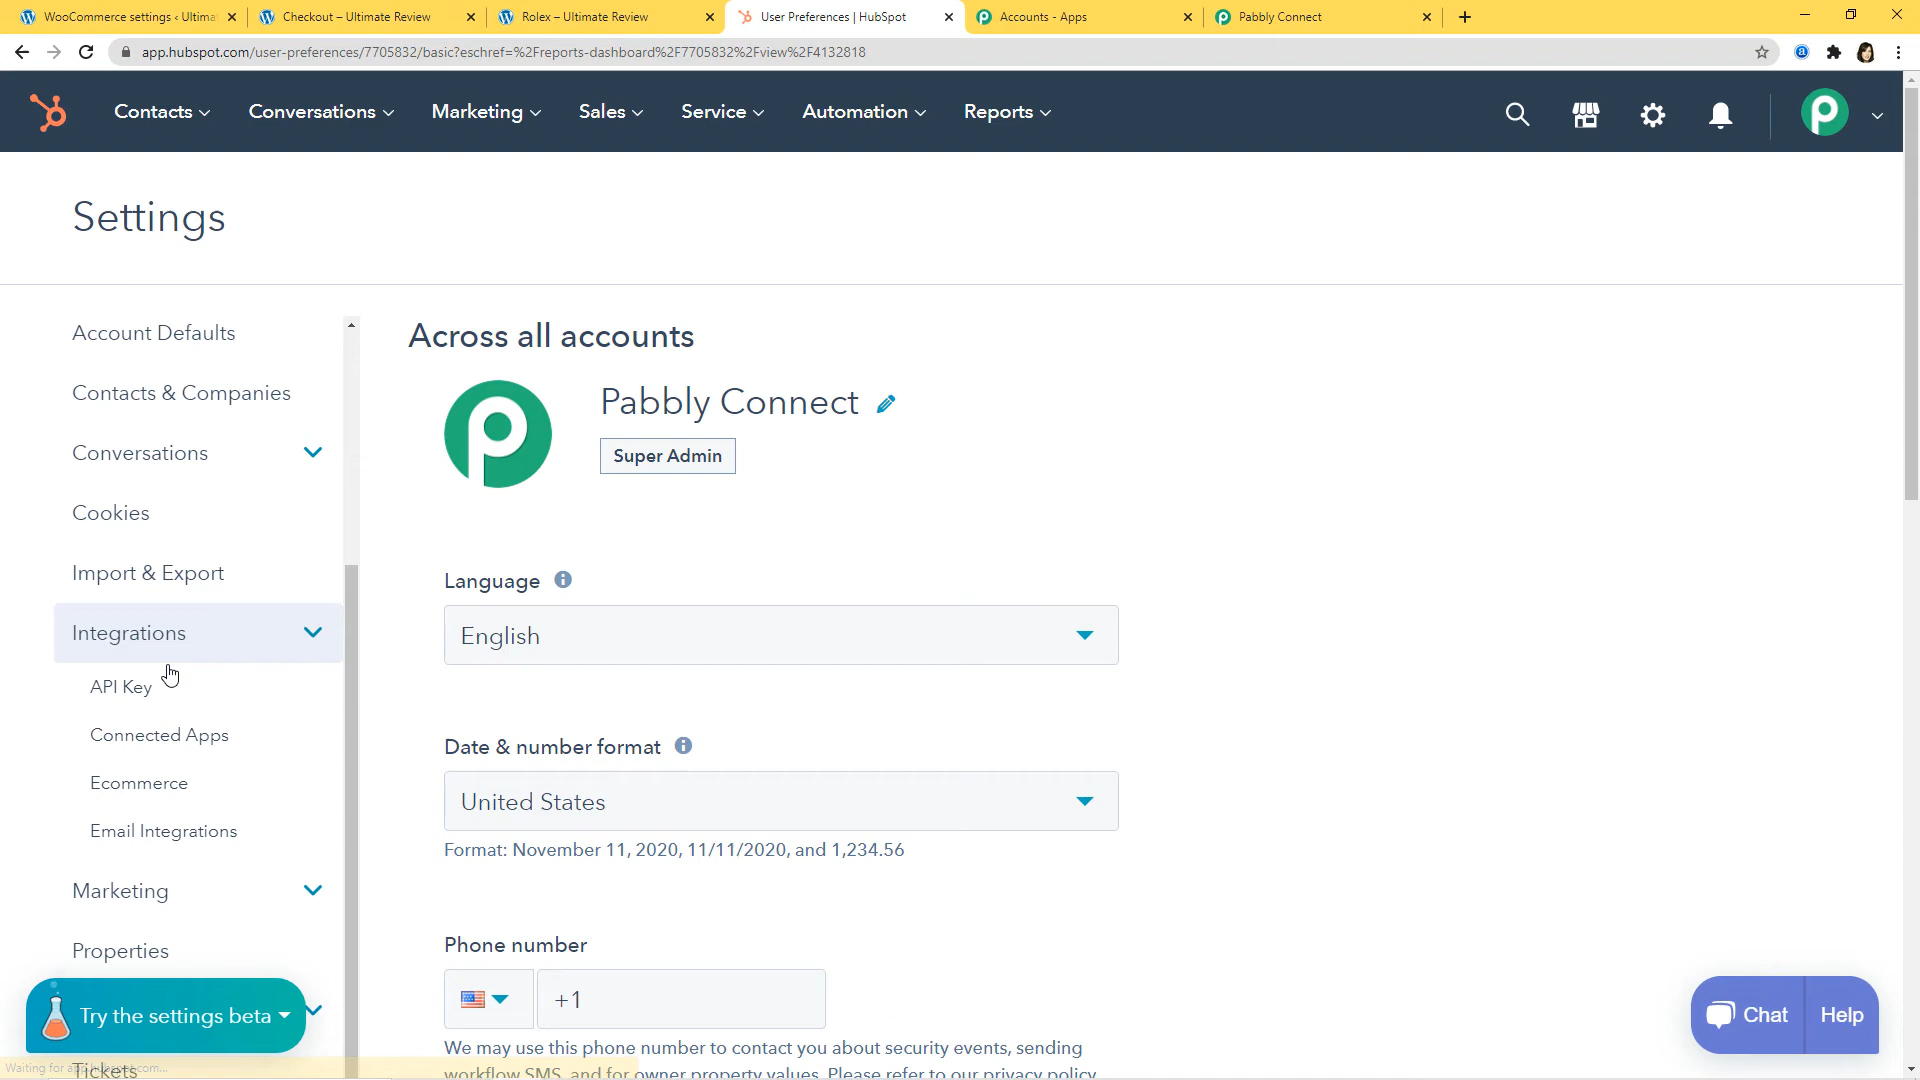 WooCommerce settings ‹ Ultima
Checkout – Ultimate Review
Rolex – Ultimate Review
User Preferences | HubSpot
Accounts - Apps
Pabbly Connect
app.hubspot.com/user-preferences/7705832/basic?eschref=%2Freports-dashboard%2F7705832%2Fview%2F4132818
Contacts
Conversations
Marketing
Sales
Service
Automation
Reports
Settings
Account Defaults
Contacts & Companies
Conversations
Cookies
Import & Export
Integrations
API Key
Connected Apps
Ecommerce
Email Integrations
Marketing
Properties
Try the settings beta
Tickets
Waiting for app.hubspot.com...
Across all accounts
Pabbly Connect
Super Admin
Language
English
Date & number format
United States
Format: November 11, 2020, 11/11/2020, and 1,234.56
Phone number
+1
We may use this phone number to contact you about security events, sending
workflow SMS, and for owner property values. Please refer to our privacy policy
Chat
Help